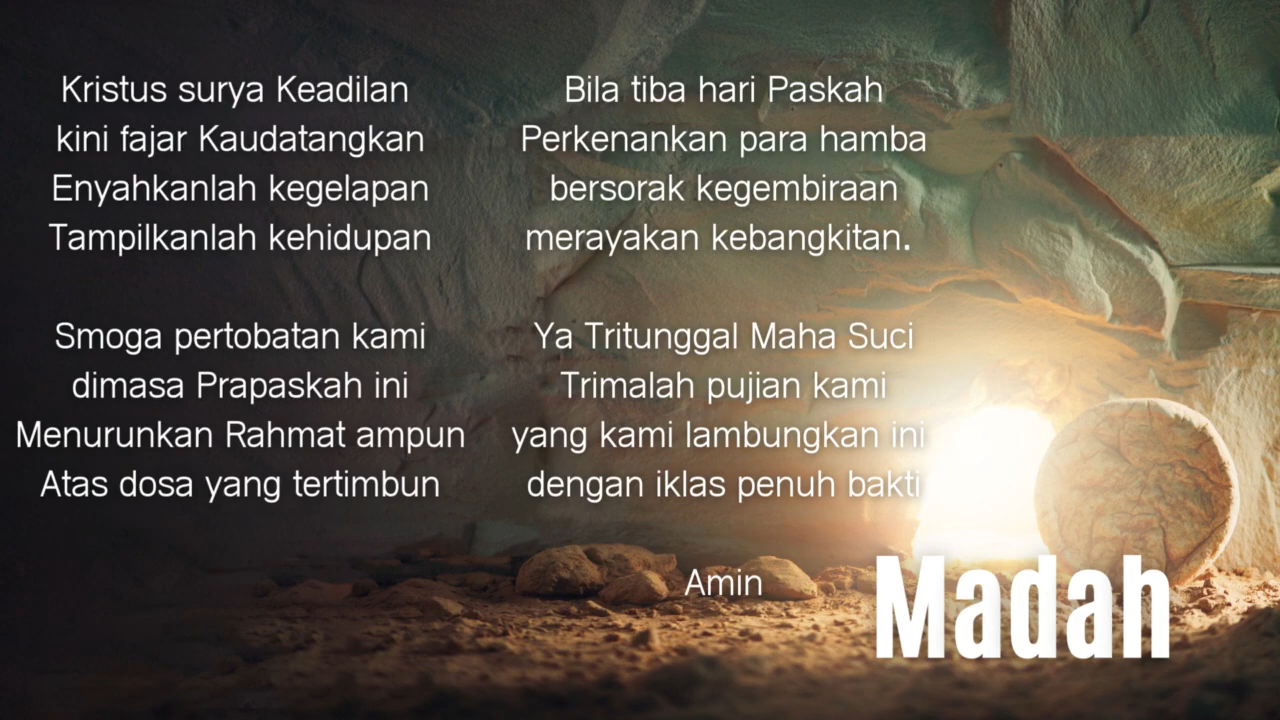 Kristus surya Keadilan
kini fajar Kaudatangkan
Enyahkanlah kegelapan
Tampilkanlah kehidupan
Smoga pertobatan kami
dimasa Prapaskah ini
Menurunkan Rahmat ampun
Atas dosa yang tertimbun
Bila tiba hari Paskah
Perkenankan para hamba
bersorak kegembiraan
merayakan kebangkitan.
Ya Tritunggal Maha Suci
Trimalah pujian kami
yang kami lambungkan ini
dengan iklas penuh bakti
Amin
Madah